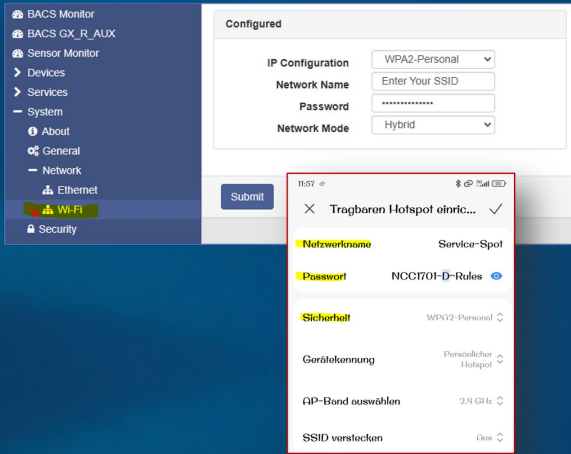 BACS Monitor
BACS GX_R_AUX
Sensor Monitor
Devices
Services
System
About
General
Network
Ethernet
Wi-Fi
Security
Configured
IP Configuration WPA2-Personal
Network Name Enter Your SSID
Password ••••••••••••••
Network Mode Hybrid
Submit
11:57
Tragbaren Hotspot einric...
Netzwerkname Service-Spot
Passwort NCC1701-D-Rules
Sicherheit WPA2-Personal
Gerätekennung Persönlicher
Hotspot
AP-Band auswählen 2,4 GHz
SSID verstecken Aus